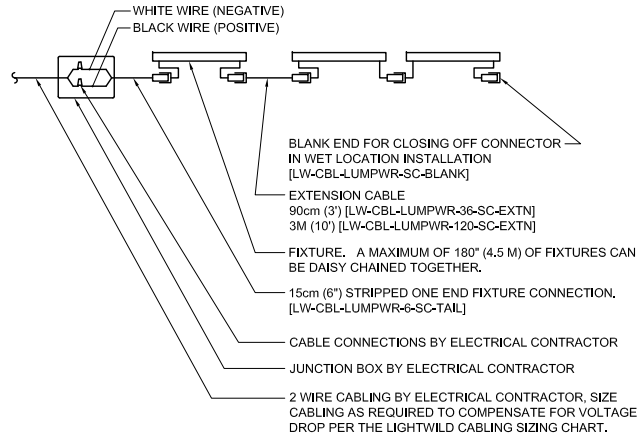 WHITE WIRE (NEGATIVE)
BLACK WIRE (POSITIVE)
BLANK END FOR CLOSING OFF CONNECTOR
IN WET LOCATION INSTALLATION
[LW-CBL-LUMPWR-SC-BLANK]
EXTENSION CABLE
90cm (3') [LW-CBL-LUMPWR-36-SC-EXTN]
3M (10') [LW-CBL-LUMPWR-120-SC-EXTN]
FIXTURE. A MAXIMUM OF 180" (4.5 M) OF FIXTURES CAN
BE DAISY CHAINED TOGETHER.
15cm (6") STRIPPED ONE END FIXTURE CONNECTION.
[LW-CBL-LUMPWR-6-SC-TAIL]
CABLE CONNECTIONS BY ELECTRICAL CONTRACTOR
JUNCTION BOX BY ELECTRICAL CONTRACTOR
2 WIRE CABLING BY ELECTRICAL CONTRACTOR, SIZE
CABLING AS REQUIRED TO COMPENSATE FOR VOLTAGE
DROP PER THE LIGHTWILD CABLING SIZING CHART.